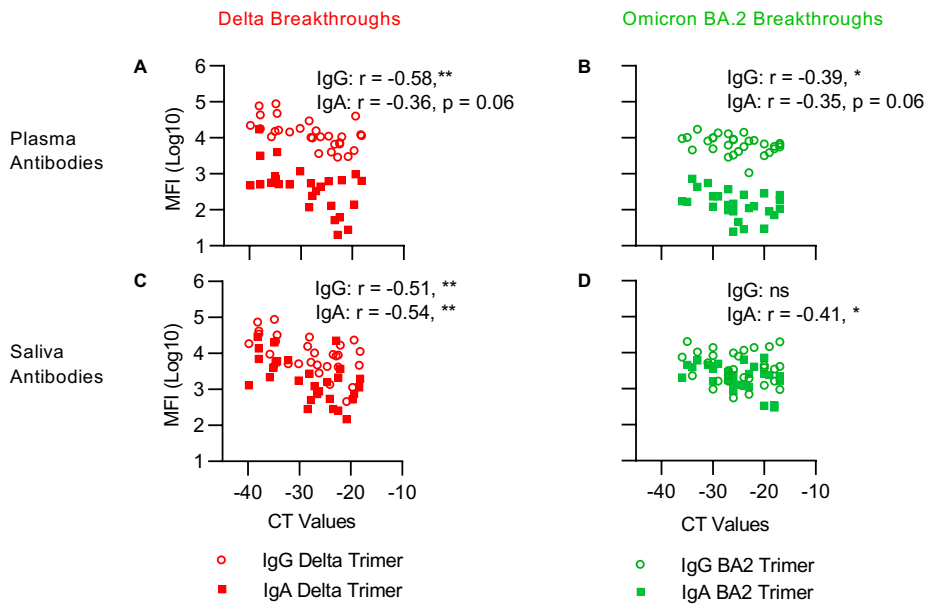 Delta Breakthroughs
Omicron BA.2 Breakthroughs
A
IgG: r = -0.58,**
IgA: r = -0.36, p = 0.06
6
5
4
3
2
1
MFI (Log10)
Plasma
Antibodies
B
IgG: r = -0.39, *
IgA: r = -0.35, p = 0.06
C
IgG: r = -0.51, **
IgA: r = -0.54, **
6
5
4
3
2
1
MFI (Log10)
Saliva
Antibodies
-40 -30 -20 -10
CT Values
D
IgG: ns
IgA: r = -0.41, *
-40 -30 -20 -10
CT Values
IgG Delta Trimer
IgA Delta Trimer
IgG BA2 Trimer
IgA BA2 Trimer